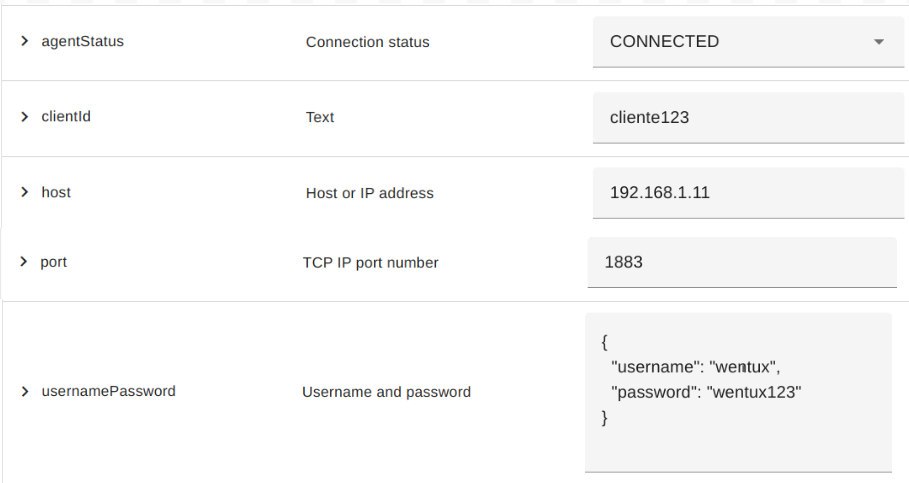 agentStatus Connection status CONNECTED
clientId Text cliente123
host Host or IP address 192.168.1.11
port TCP IP port number 1883
{
"username": "wentux",
usernamePassword Username and password "password": "wentux123"
}